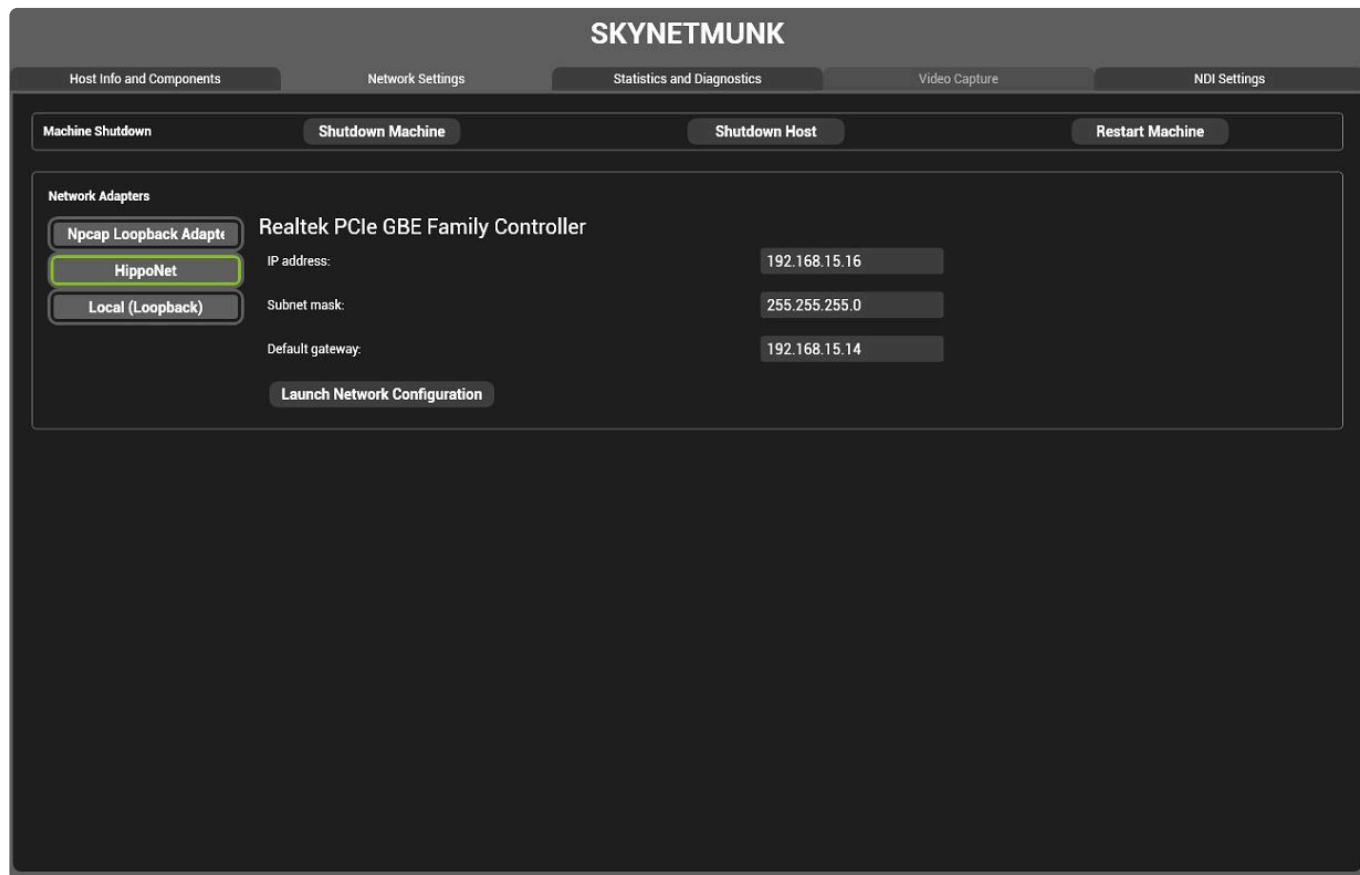 SKYNETMUNK
Host Info and Components Network Settings Statistics and Diagnostics Video Capture NDI Settings
Machine Shutdown Shutdown Machine Shutdown Host Restart Machine
Network Adapters
Npcap Loopback Adapte
HippoNet
Local (Loopback)
Realtek PCIe GBE Family Controller
IP address: 192.168.15.16
Subnet mask: 255.255.255.0
Default gateway: 192.168.15.14
Launch Network Configuration